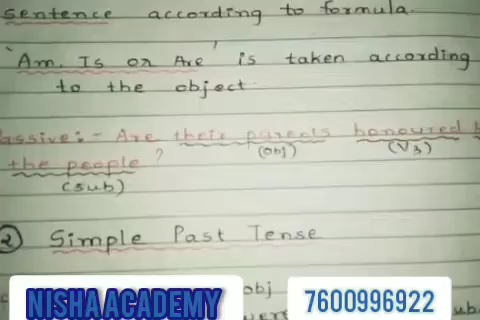 sentence according to formula.
'Am, Is or Are' is taken according
to the object.
Passive:- Are their parents honoured
(obj) (V3)
the people ?
(sub)
2 Simple Past Tense
obj
NISHA ACADEMY 7600996922